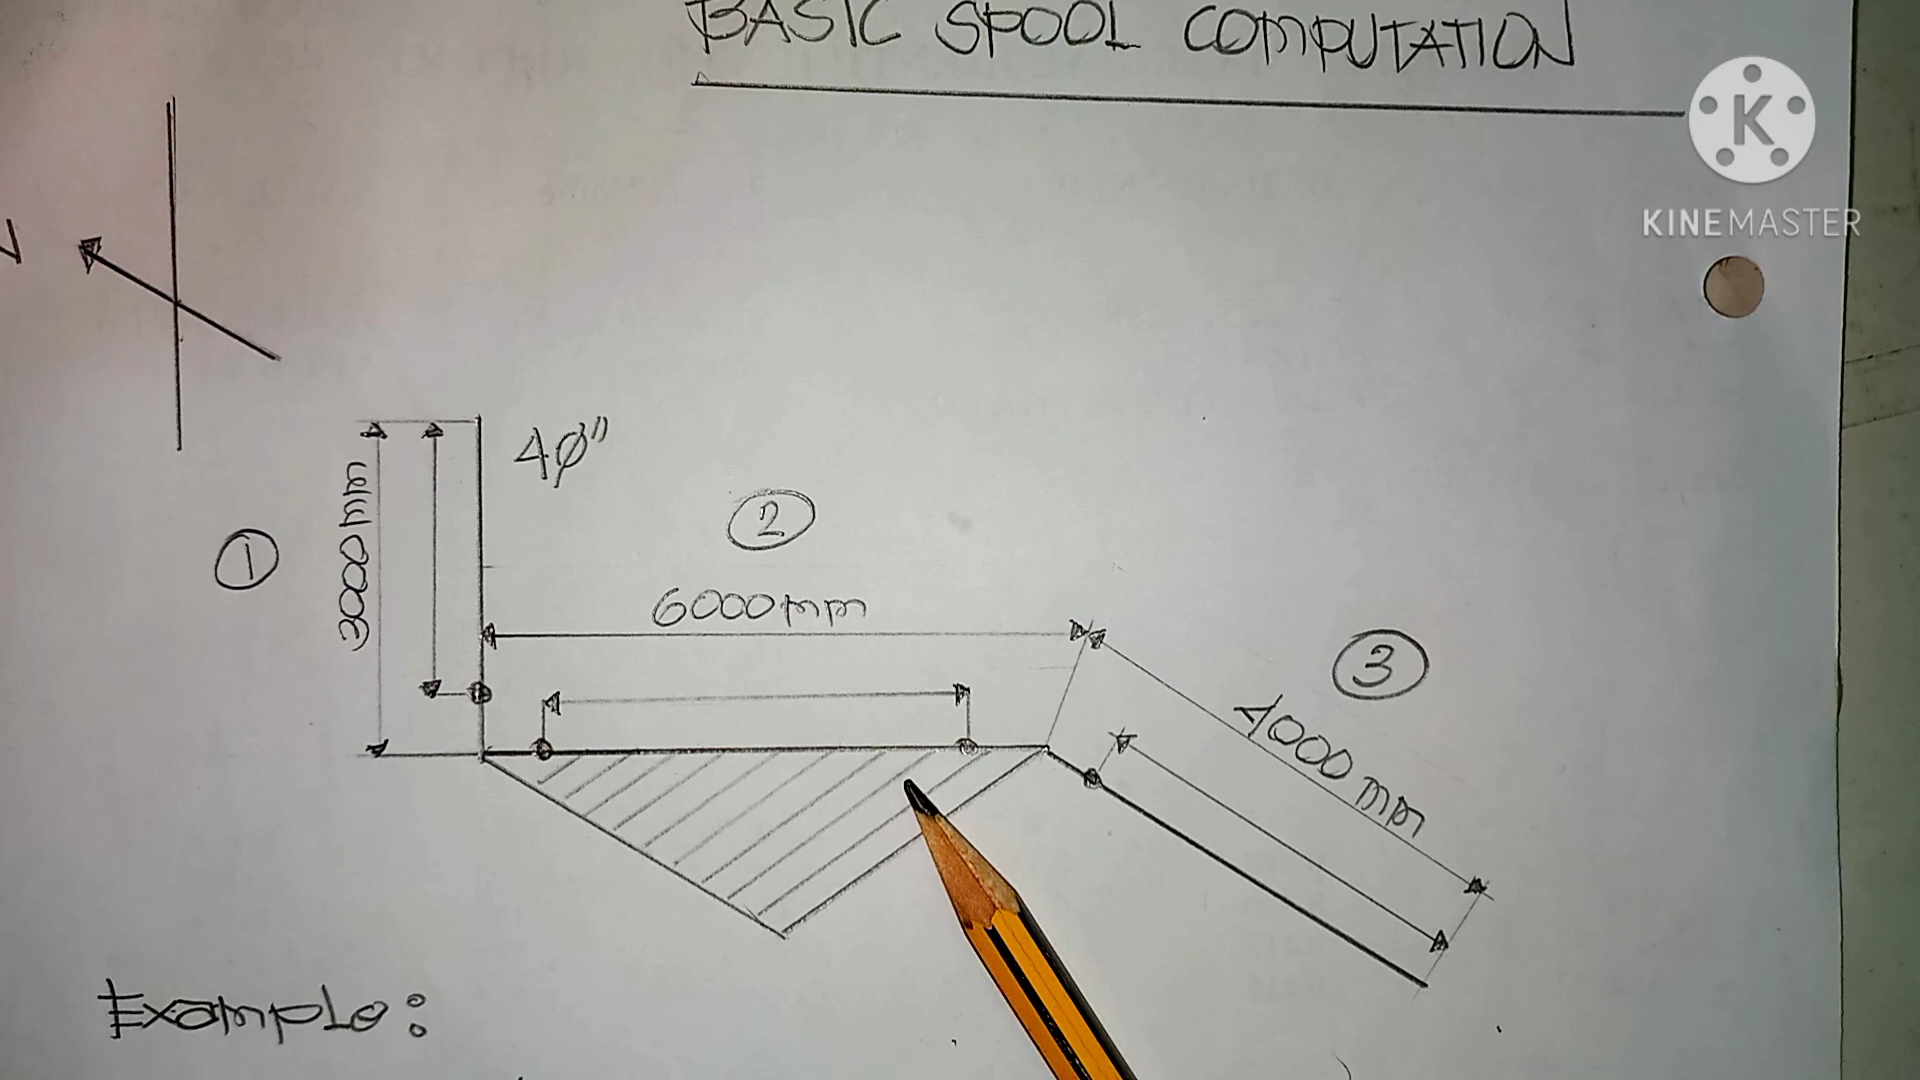 BASIC SPOOL COMPUTATION
K
KINEMASTER
4Ø"
3000mm
1
2
6000mm
3
4000mm
Example: